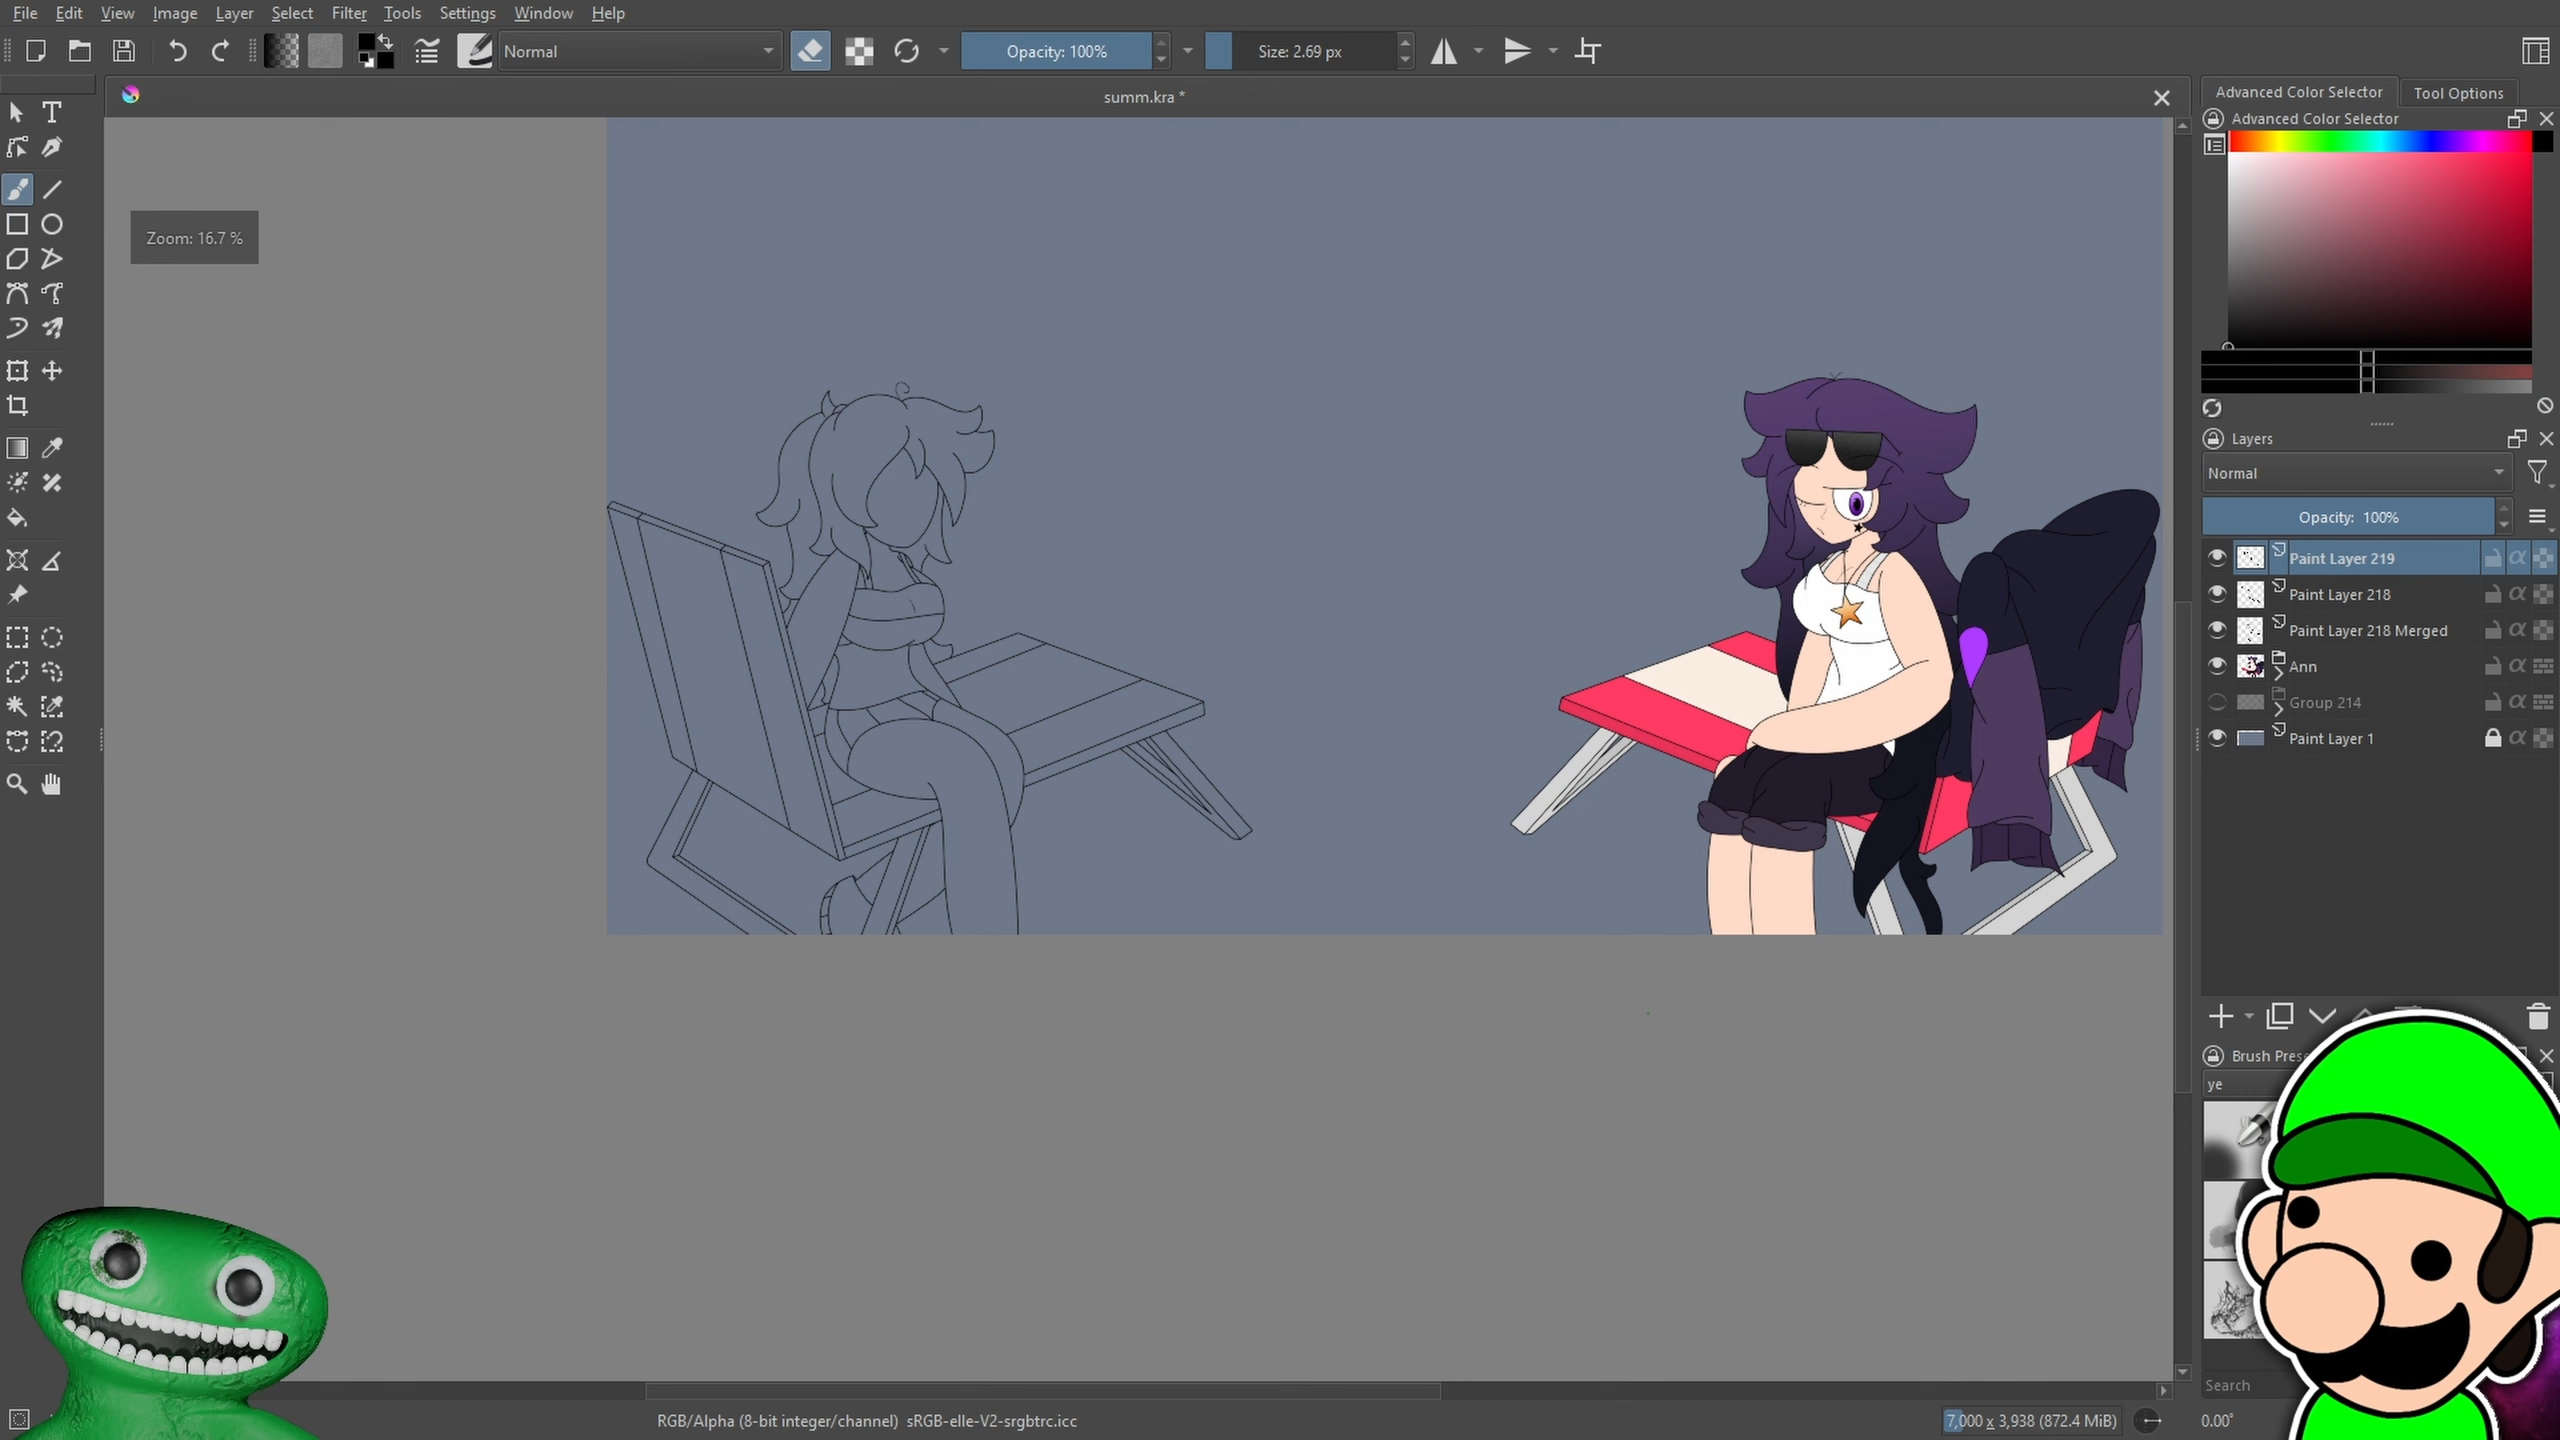 File Edit View Image Layer Select Filter Tools Settings Window Help
Normal
Opacity: 100%
Size: 2.69 px
summ.kra *
Zoom: 16.7 %
Advanced Color Selector
Tool Options
Advanced Color Selector
Layers
Normal
Opacity: 100%
Paint Layer 219
Paint Layer 218
Paint Layer 218 Merged
Ann
Group 214
Paint Layer 1
Brush
ye
Search
RGB/Alpha (8-bit integer/channel) sRGB-elle-V2-srgbtrc.icc
7,000 x 3,938 (872.4 MiB)
0.00°